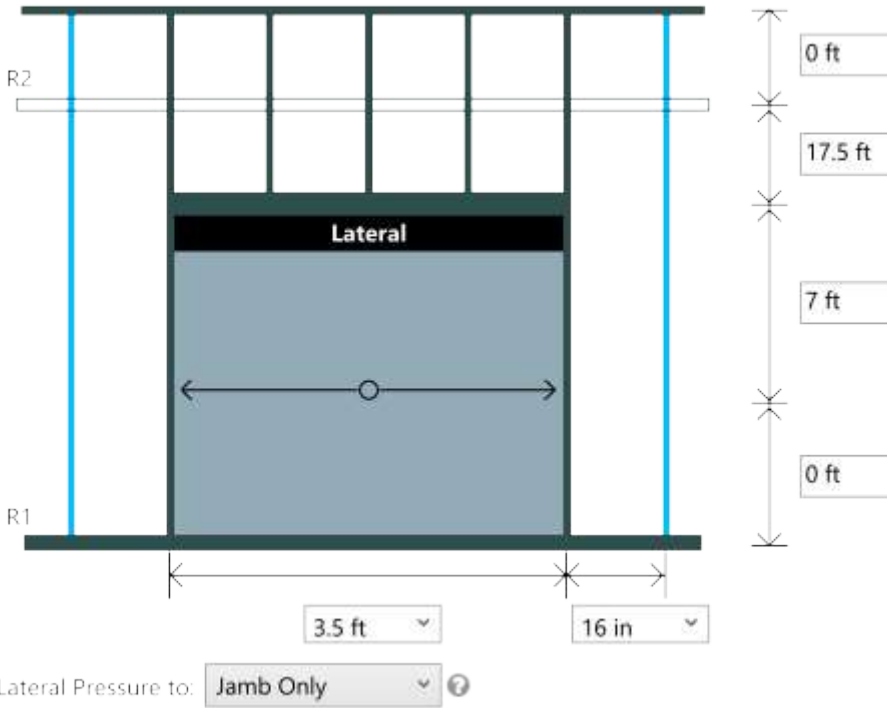 0 ft
R2
17.5 ft
Lateral
7 ft
0 ft
R1
3.5 ft
16 in
Lateral Pressure to: Jamb Only ?